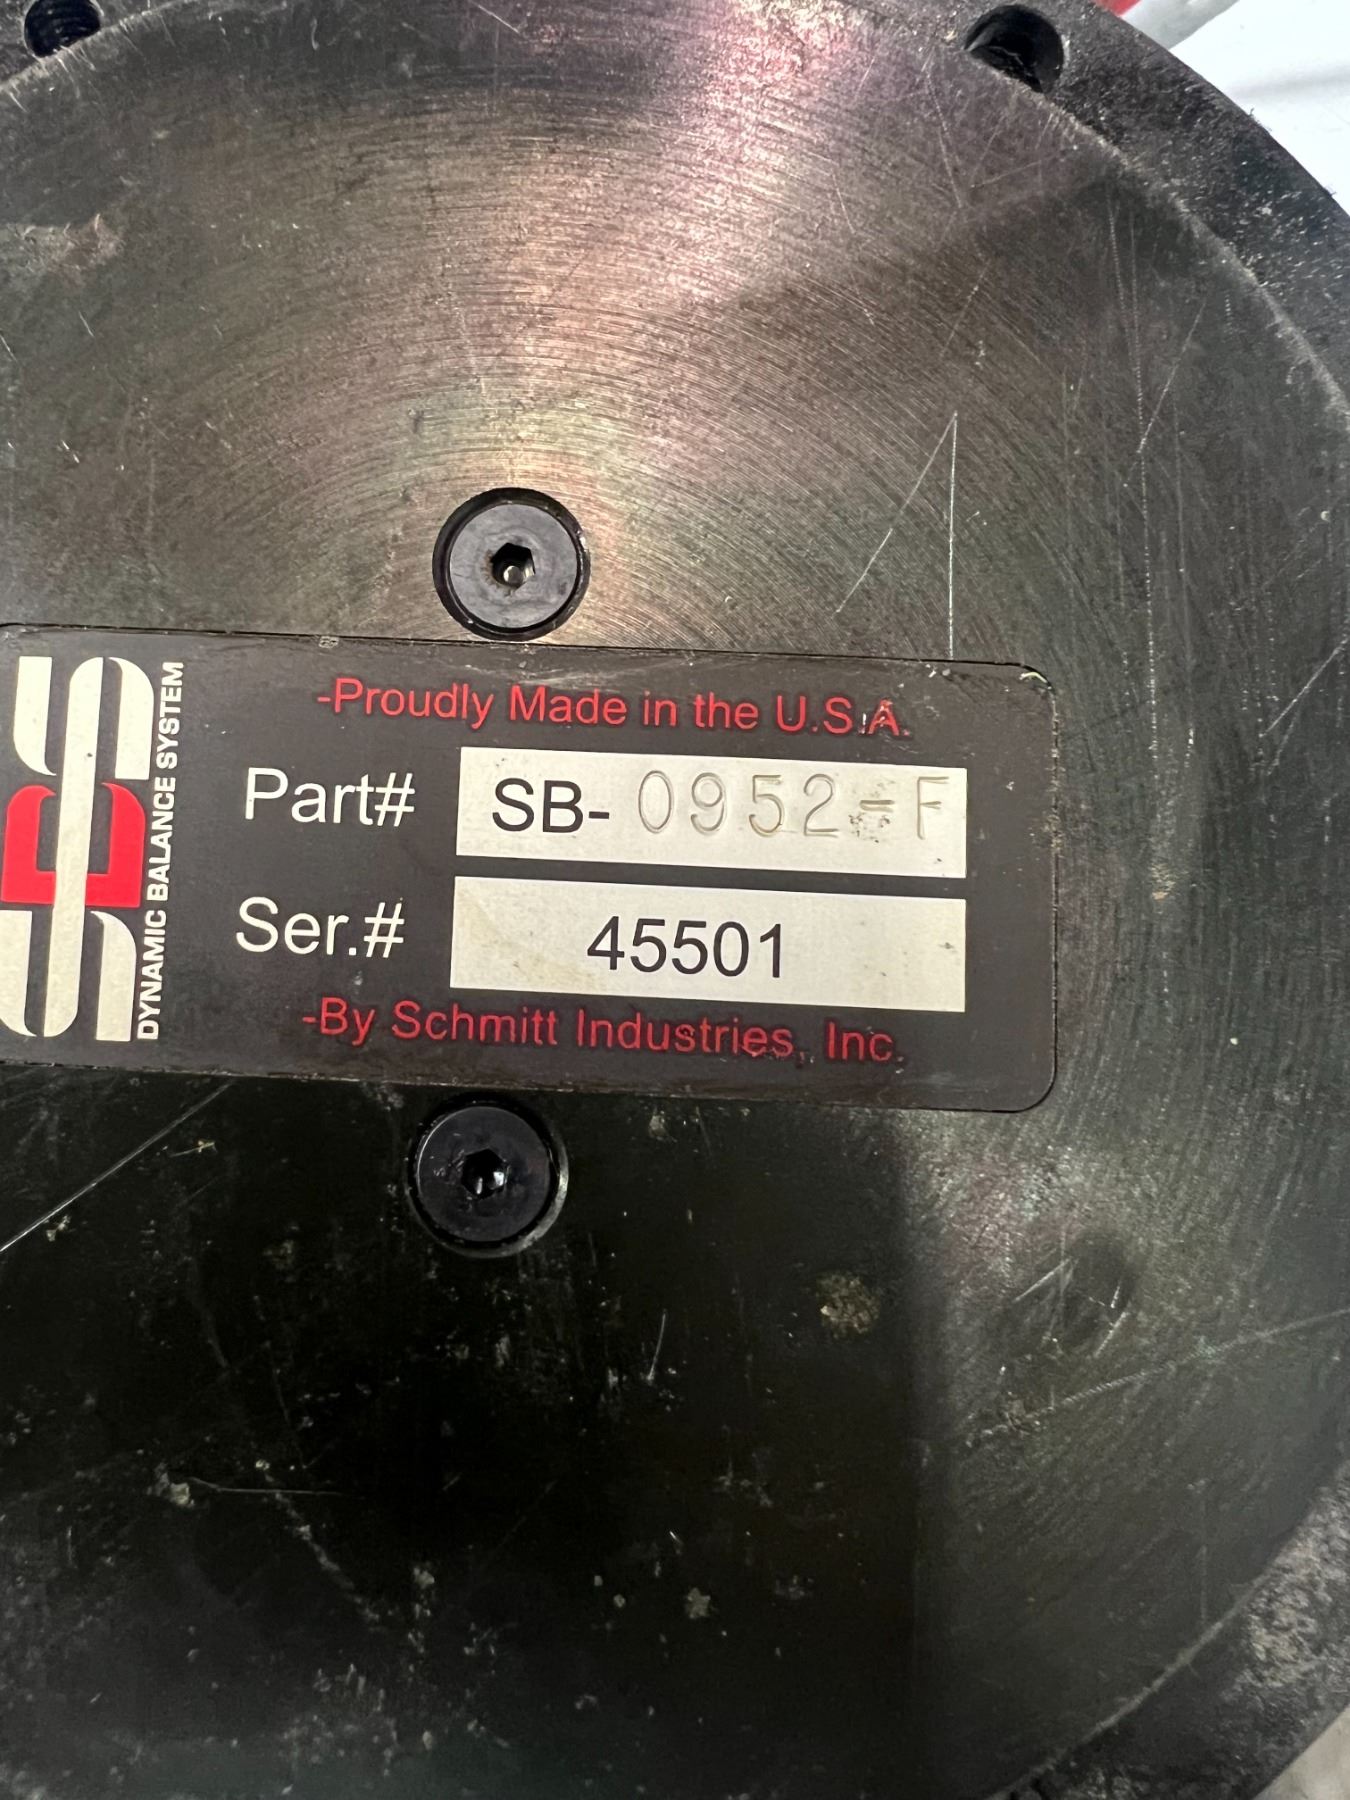 DYNAMIC BALANCE SYSTEM
-Proudly Made in the U.S.A.
Part# SB-0952-F
Ser.# 45501
-By Schmitt Industries, Inc.